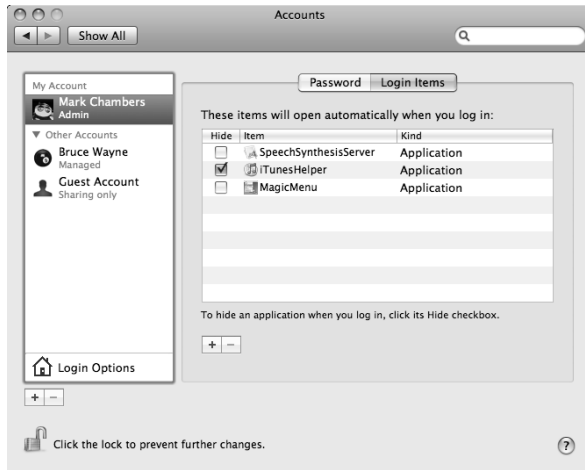 Accounts
Show All
My Account
Mark Chambers
Admin
Other Accounts
Bruce Wayne
Managed
Guest Account
Sharing only
Login Options
Password Login Items
These items will open automatically when you log in:
Hide Item Kind
SpeechSynthesisServer Application
iTunesHelper Application
MagicMenu Application
To hide an application when you log in, click its Hide checkbox.
+ −
+ −
Click the lock to prevent further changes.
?